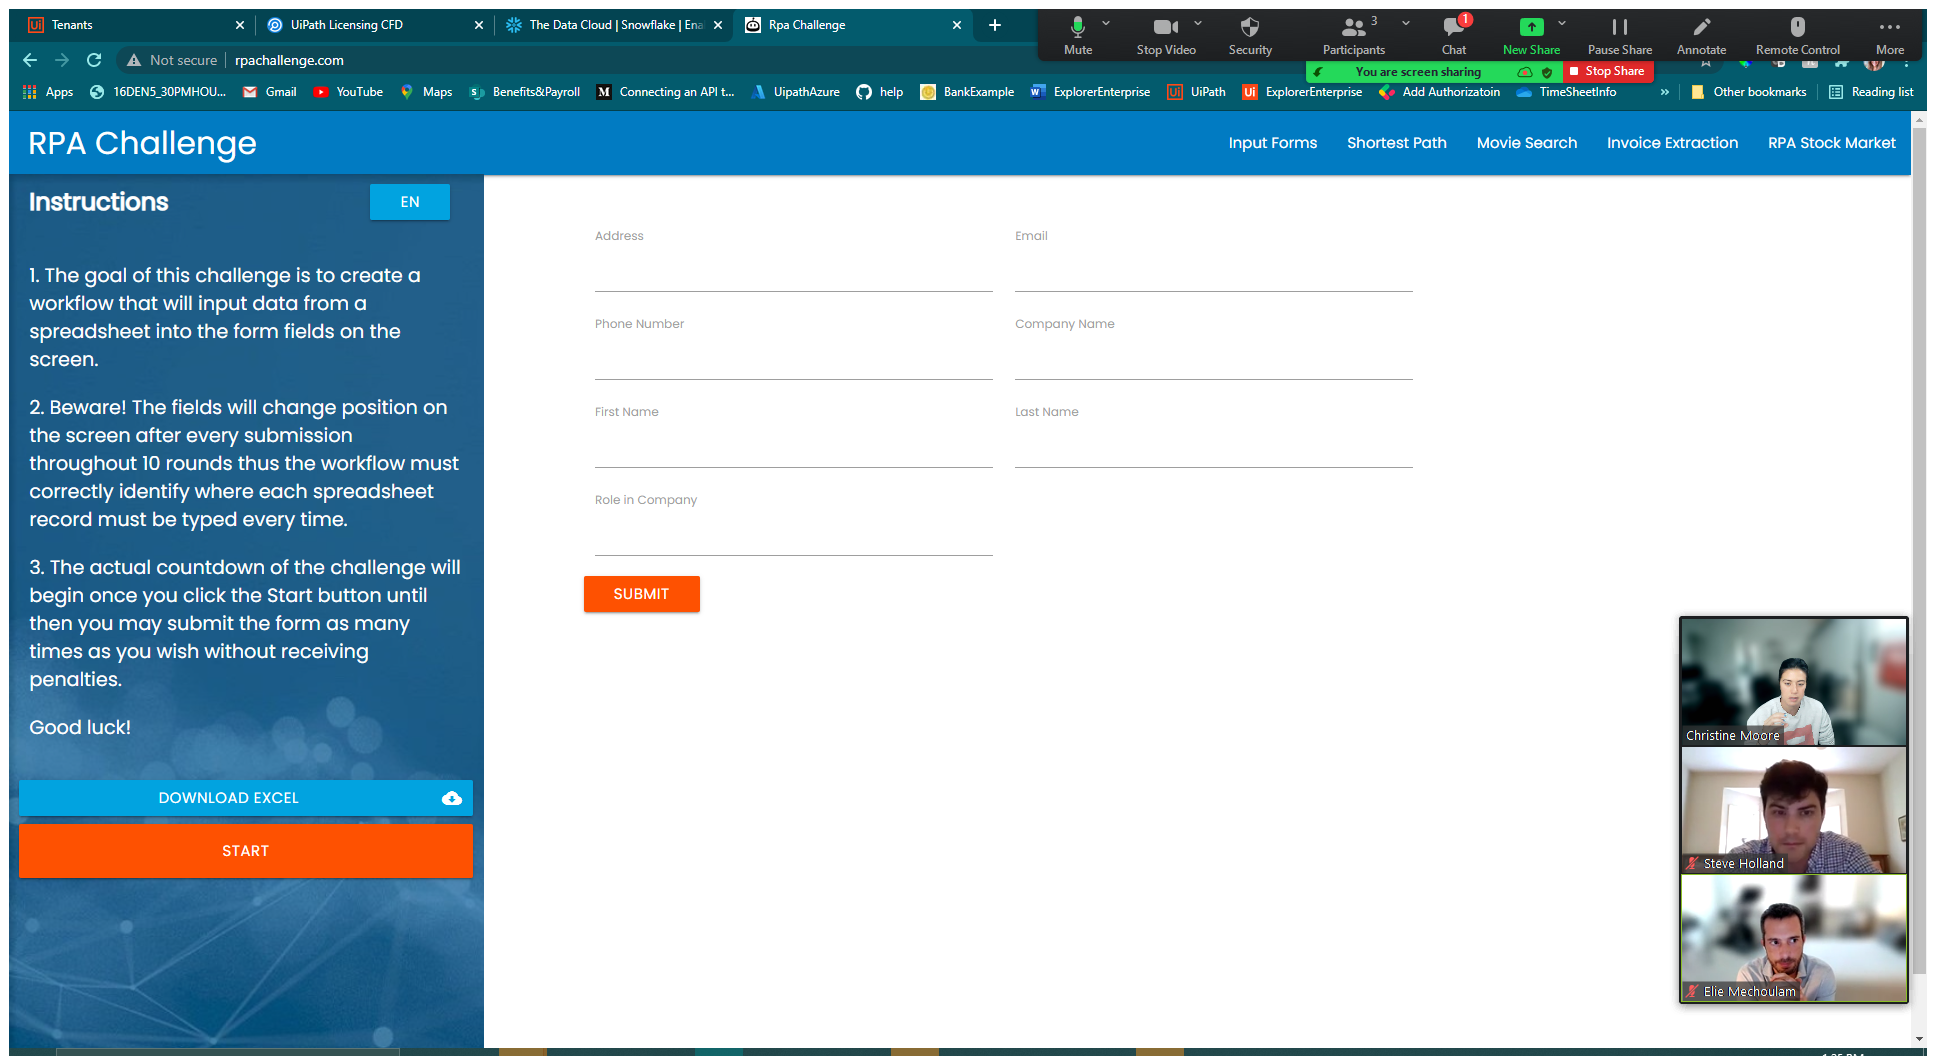 Tenants
UiPath Licensing CFD
The Data Cloud | Snowflake | Ena
Rpa Challenge
Mute
Stop Video
Security
Participants
3
Chat
1
New Share
Pause Share
Annotate
Remote Control
More
Not secure
rpachallenge.com
You are screen sharing
Stop Share
Apps
16DEN5_30PMHOU...
Gmail
YouTube
Maps
Benefits&Payroll
Connecting an API t...
UipathAzure
help
BankExample
ExplorerEnterprise
UiPath
ExplorerEnterprise
Add Authorizatoin
TimeSheetInfo
»
Other bookmarks
Reading list
RPA Challenge
Input Forms
Shortest Path
Movie Search
Invoice Extraction
RPA Stock Market
Instructions
EN
1. The goal of this challenge is to create a
workflow that will input data from a
spreadsheet into the form fields on the
screen.
2. Beware! The fields will change position on
the screen after every submission
throughout 10 rounds thus the workflow must
correctly identify where each spreadsheet
record must be typed every time.
3. The actual countdown of the challenge will
begin once you click the Start button until
then you may submit the form as many
times as you wish without receiving
penalties.
Good luck!
DOWNLOAD EXCEL
START
Address
Email
Phone Number
Company Name
First Name
Last Name
Role in Company
SUBMIT
Christine Moore
Steve Holland
Elie Mechoulam